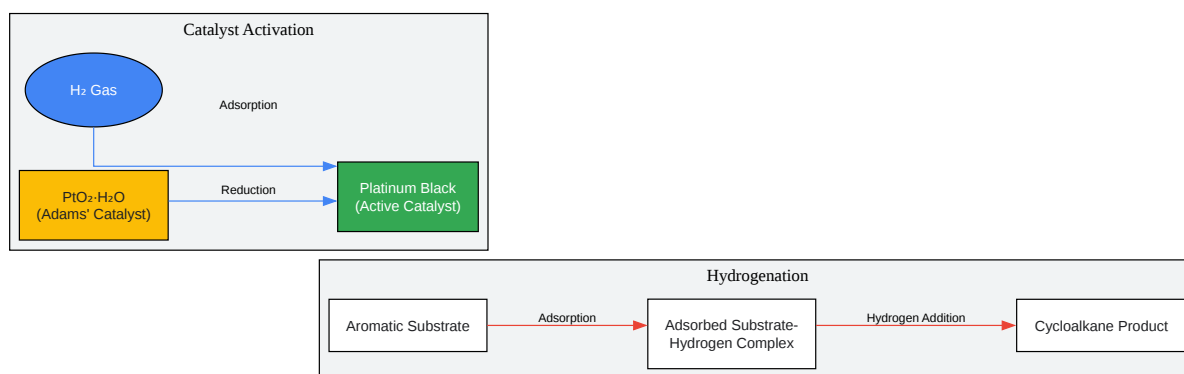 Catalyst Activation
H₂ Gas
Adsorption
PtO₂·H₂O
(Adams' Catalyst)
Reduction
Platinum Black
(Active Catalyst)
Hydrogenation
Aromatic Substrate
Adsorption
Adsorbed Substrate-
Hydrogen Complex
Hydrogen Addition
Cycloalkane Product